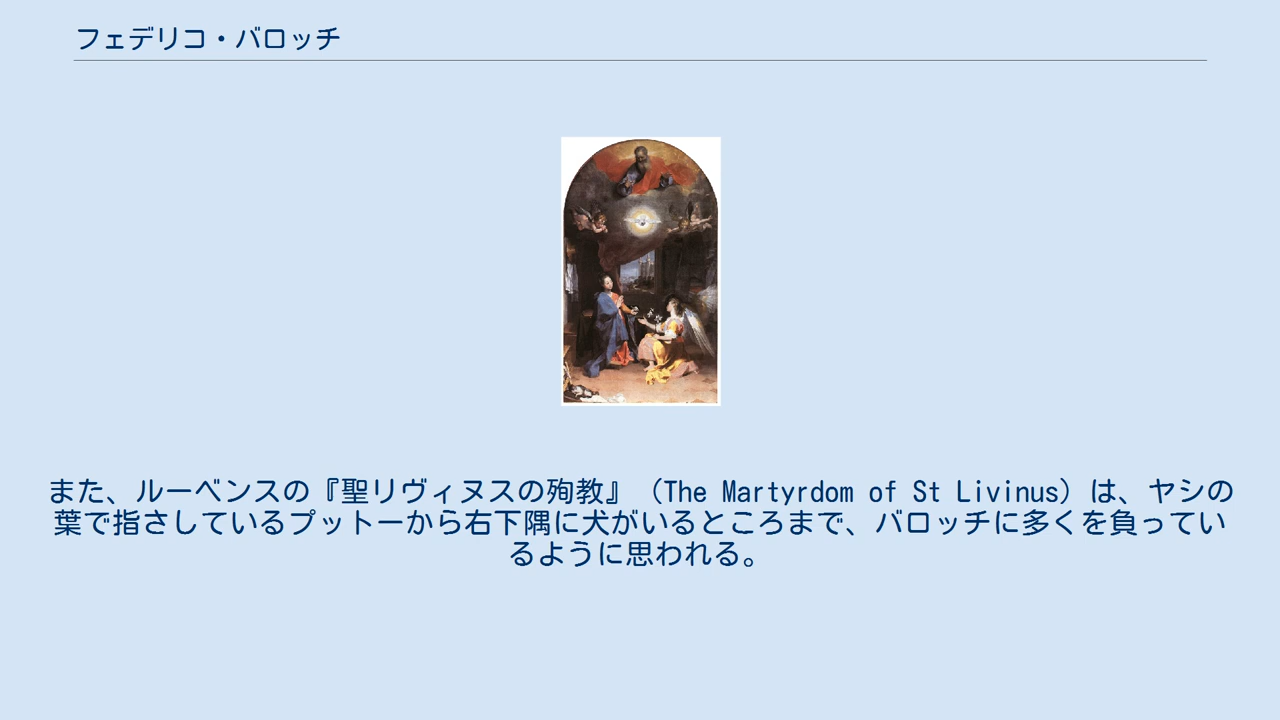 フェデリコ・バロッチ
また、ルーベンスの『聖リヴィヌスの殉教』（The Martyrdom of St Livinus）は、ヤシの
葉で指さしているプットーから右下隅に犬がいるところまで、バロッチに多くを負ってい
るように思われる。